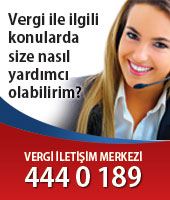 Vergi ile ilgili
konularda
size nasıl
yardımcı
olabilirim?
VERGİ İLETİŞİM MERKEZİ
444 0 189